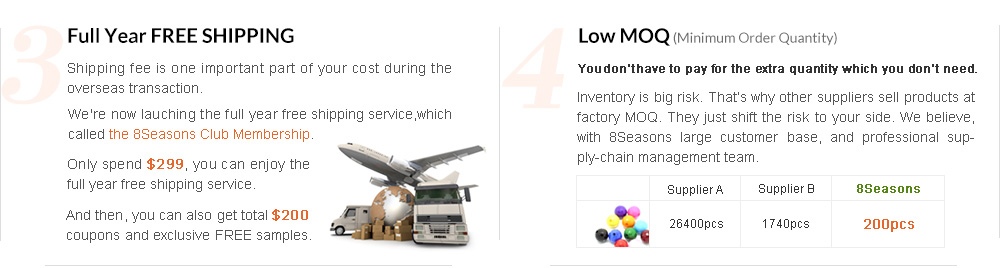 3
Full Year FREE SHIPPING
Shipping fee is one important part of your cost during the
overseas transaction.
We're now lauching the full year free shipping service,which
called the 8Seasons Club Membership.
Only spend $299, you can enjoy the
full year free shipping service.
And then, you can also get total $200
coupons and exclusive FREE samples.
4
Low MOQ (Minimum Order Quantity)
You don't have to pay for the extra quantity which you don't need.
Inventory is big risk. That's why other suppliers sell products at
factory MOQ. They just shift the risk to your side. We believe,
with 8Seasons large customer base, and professional sup-
ply-chain management team.
Supplier A Supplier B 8Seasons
26400pcs 1740pcs 200pcs